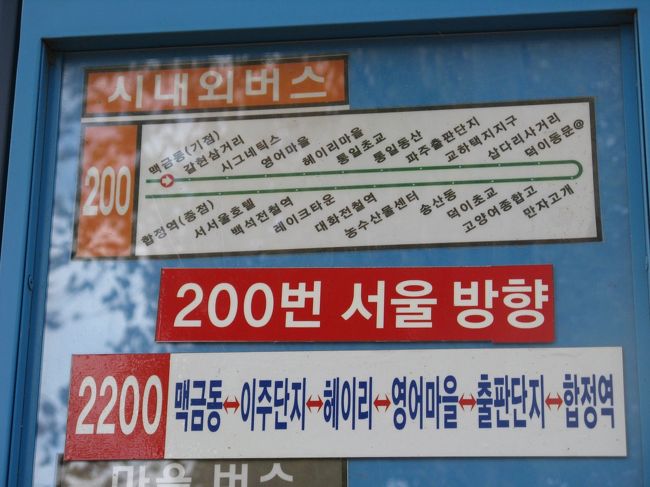 시내외버스
200
맥금동(기점) 갈현삼거리 시그네틱스 영어마을 헤이리마을 통일초교 통일동산 파주출판단지 교하택지지구 삽다리사거리 덕이동문@
합정역(종점) 서서울호텔 백석전철역 레이크타운 대화전철역 농수산물센터 송산동 덕이초교 고양어종합고 만자고개
200번 서울 방향
2200 맥금동↔이주단지↔헤이리↔영어마을↔출판단지↔합정역
마을 버스